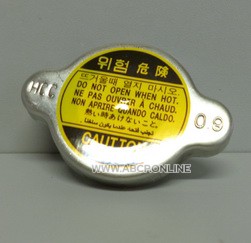 위험 危険
뜨거울때 열지 마시오.
DO NOT OPEN WHEN HOT.
NE PAS OUVRIR À CHAUD.
NON APRIRE QUANDO CALDO.
熱い時あけないこと。
HCC
0.9
CAUTION
WWW.ABCRONLINE